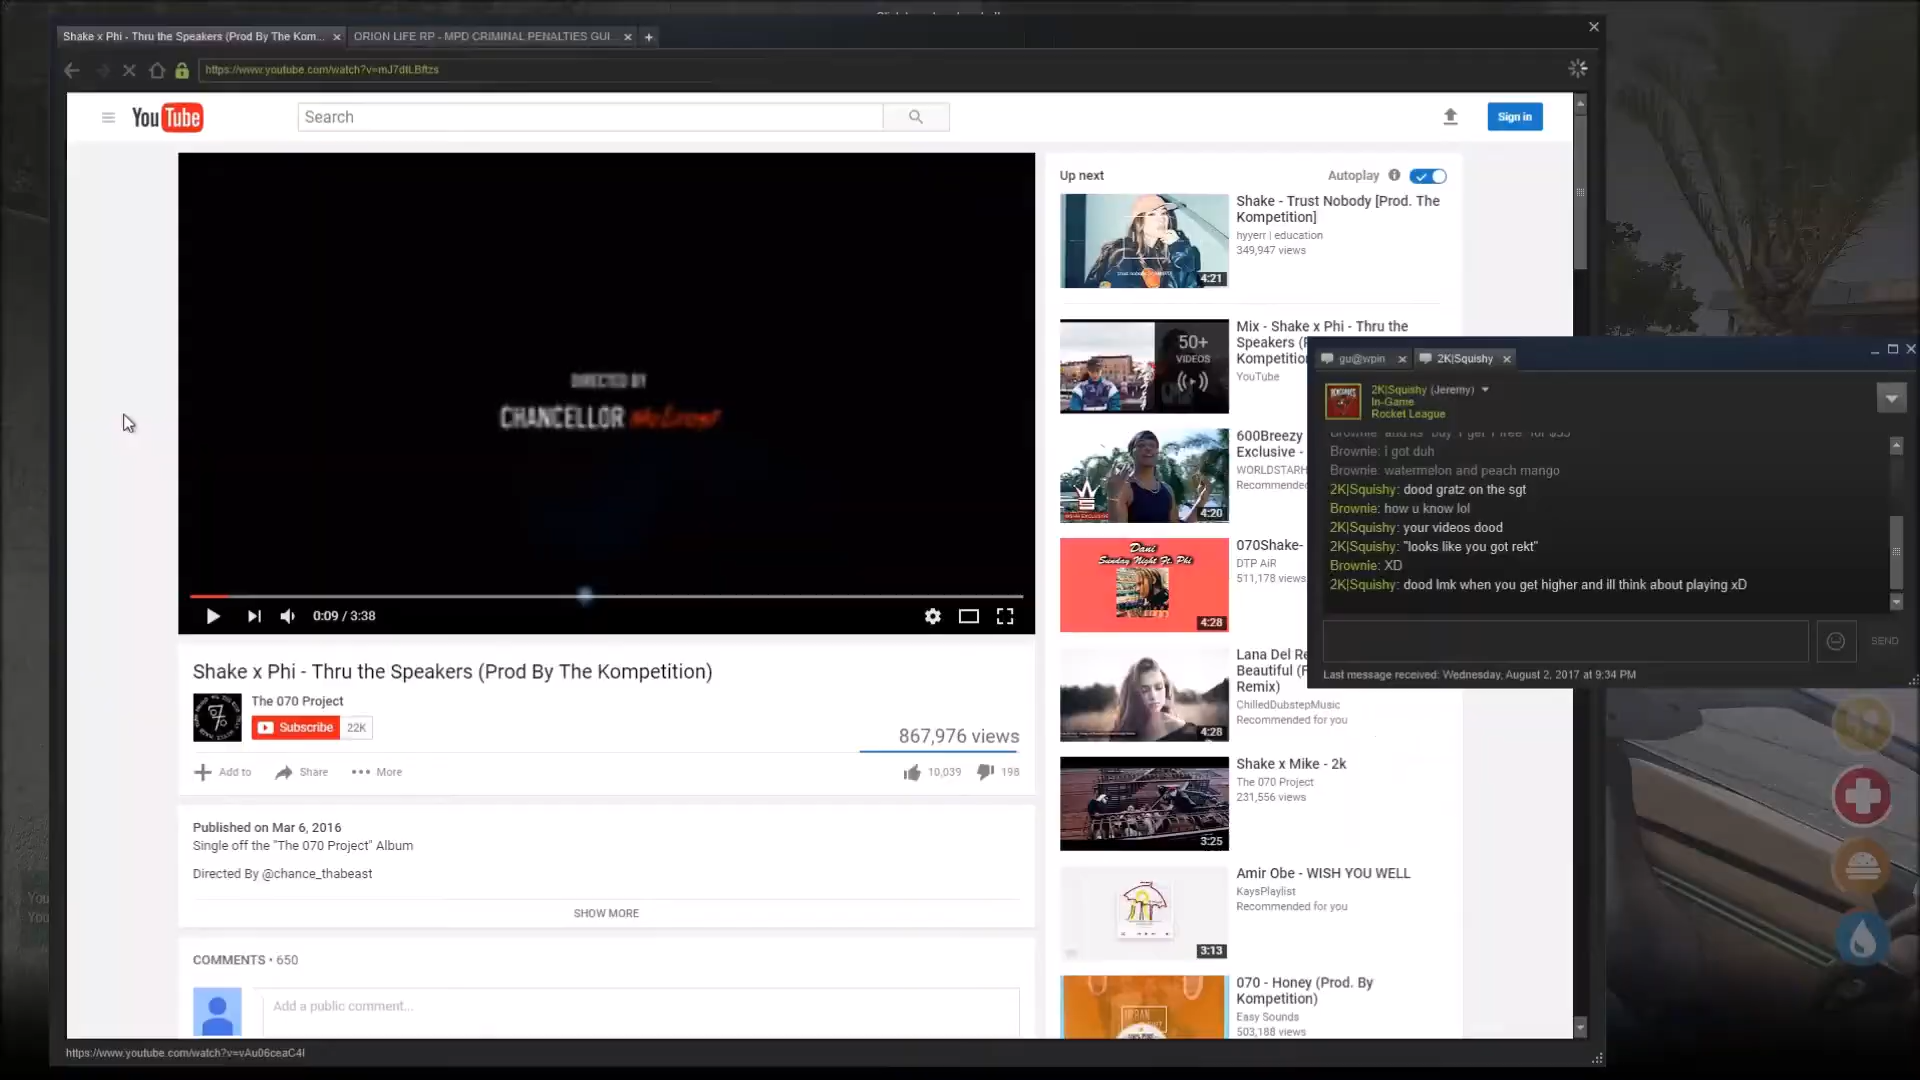 Shake x Phi - Thru the Speakers (Prod By The Kom...
ORION LIFE RP - MPD CRIMINAL PENALTIES GUI...
https://www.youtube.com/watch?v=mJ7dILBftzs
YouTube
Search
Sign in
DIRECTED BY
CHANCELLOR
0:09 / 3:38
Shake x Phi - Thru the Speakers (Prod By The Kompetition)
The 070 Project
Subscribe 22K
867,976 views
Add to
Share
More
10,039
198
Published on Mar 6, 2016
Single off the "The 070 Project" Album
Directed By @chance_thabeast
SHOW MORE
COMMENTS • 650
Add a public comment...
Up next
Autoplay
Shake - Trust Nobody [Prod. The
Kompetition]
hyyerr | education
349,947 views
4:21
Mix - Shake x Phi - Thru the
Speakers
Kompetition
YouTube
50+
VIDEOS
600Breezy
Exclusive -
WORLDSTARH
Recommended
4:20
070Shake-
DTP AiR
511,178 views
Dani
Sunday Night Ft. Phi
4:28
Lana Del Re
Beautiful
Remix)
ChilledDubstepMusic
Recommended for you
4:28
Shake x Mike - 2k
The 070 Project
231,556 views
3:25
Amir Obe - WISH YOU WELL
KaysPlaylist
Recommended for you
3:13
070 - Honey (Prod. By
Kompetition)
Easy Sounds
503,188 views
gu@wpin
2K|Squishy
2K|Squishy (Jeremy)
In-Game
Rocket League
Brownie: i got duh
Brownie: watermelon and peach mango
2K|Squishy: dood gratz on the sgt
Brownie: how u know lol
2K|Squishy: your videos dood
2K|Squishy: "looks like you got rekt"
Brownie: XD
2K|Squishy: dood lmk when you get higher and ill think about playing xD
SEND
Last message received: Wednesday, August 2, 2017 at 9:34 PM
https://www.youtube.com/watch?v=vAu06ceaC4I